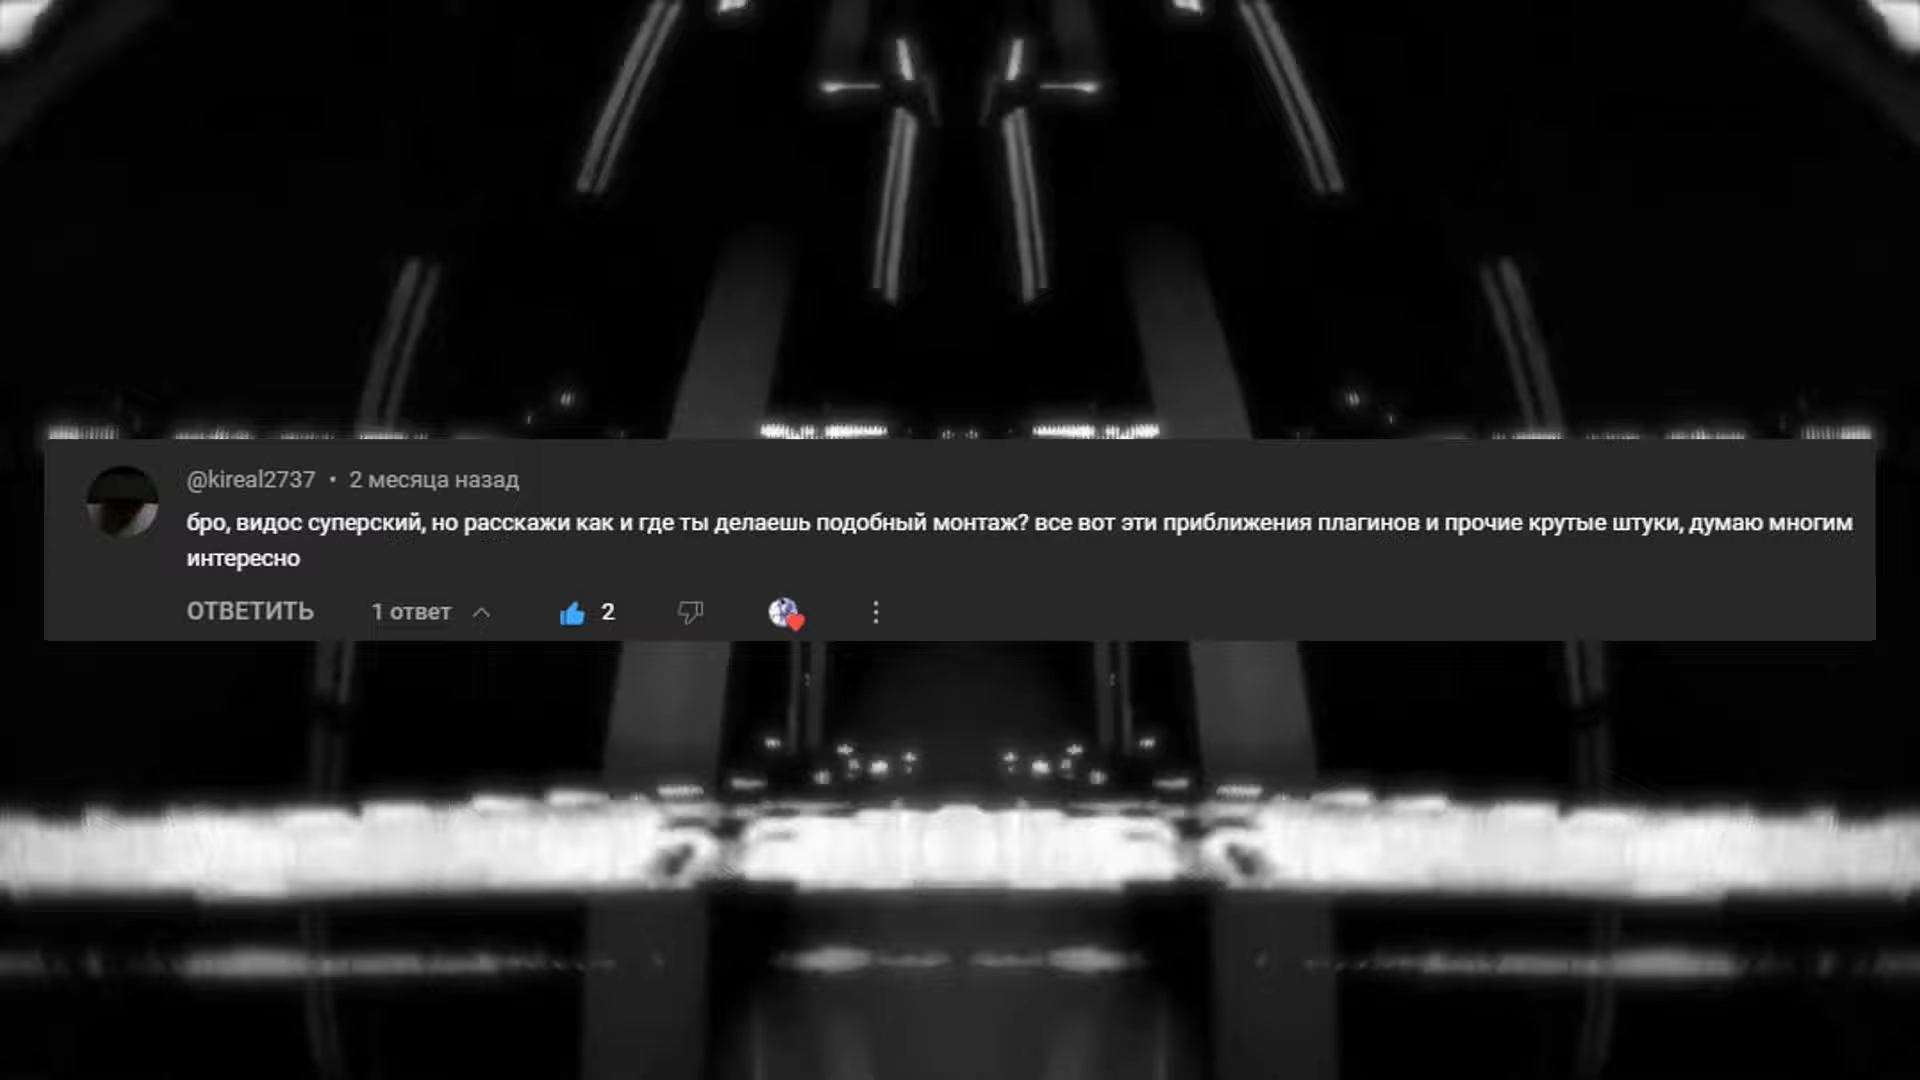 @kireal2737 • 2 месяца назад
бро, видос суперский, но расскажи как и где ты делаешь подобный монтаж? все вот эти приближения плагинов и прочие крутые штуки, думаю многим
интересно
ОТВЕТИТЬ 1 ответ 2